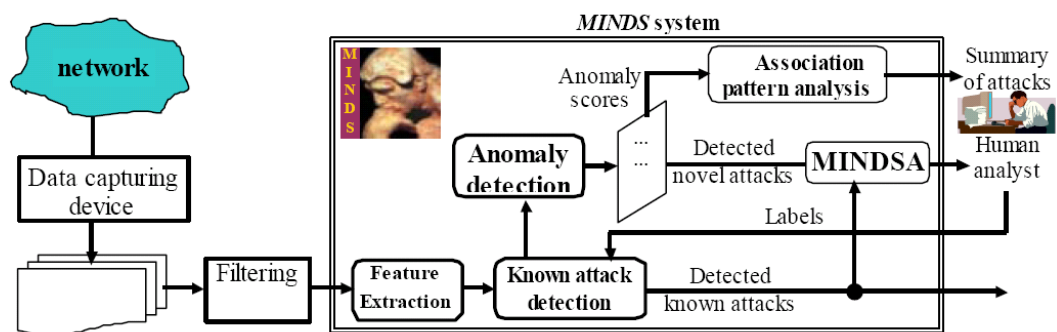 MINDS system
network
M
I
N
D
S
Anomaly
scores
Association
pattern analysis
Summary
of attacks
Data capturing
device
Anomaly
detection
...
...
Detected
novel attacks
MINDSA
Human
analyst
Labels
Filtering
Feature
Extraction
Known attack
detection
Detected
known attacks